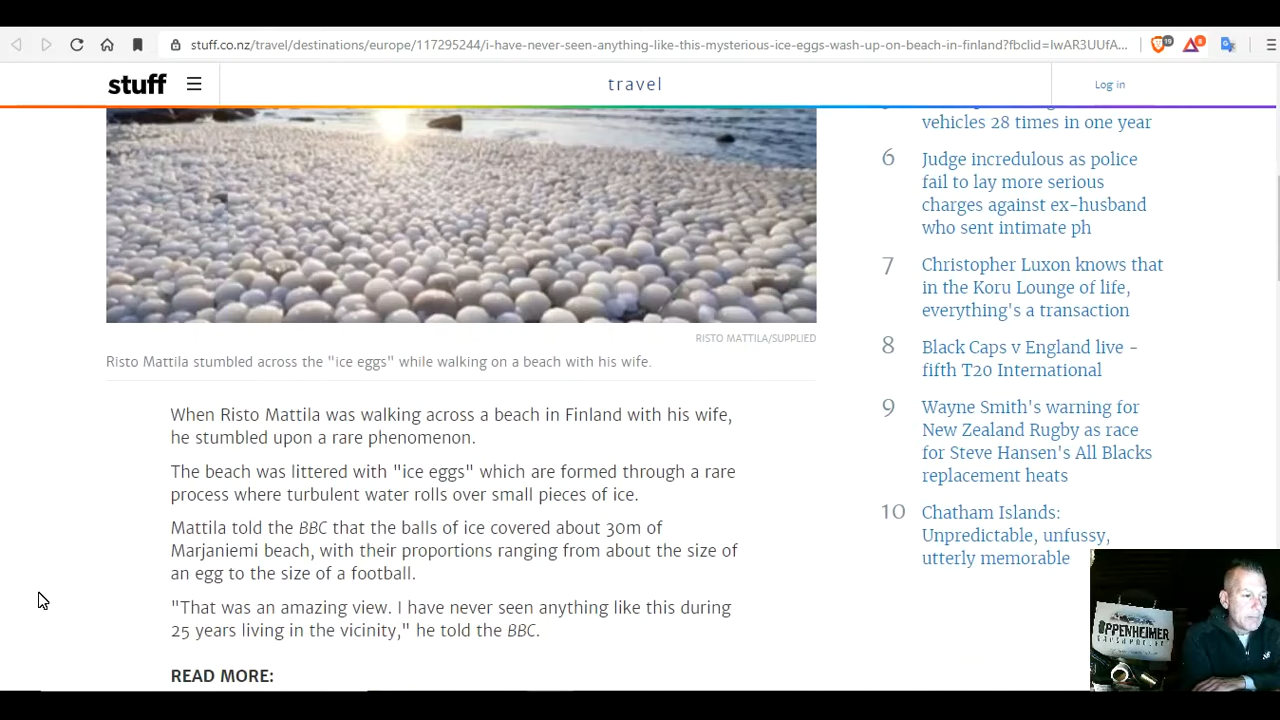 stuff.co.nz/travel/destinations/europe/117295244/i-have-never-seen-anything-like-this-mysterious-ice-eggs-wash-up-on-beach-in-finland?fbclid=IwAR3UUfA...
19
8
stuff
travel
Log in
vehicles 28 times in one year
6
Judge incredulous as police
fail to lay more serious
charges against ex-husband
who sent intimate ph
7
Christopher Luxon knows that
in the Koru Lounge of life,
everything's a transaction
8
Black Caps v England live -
fifth T20 International
9
Wayne Smith's warning for
New Zealand Rugby as race
for Steve Hansen's All Blacks
replacement heats
10
Chatham Islands:
Unpredictable, unfussy,
utterly memorable
RISTO MATTILA/SUPPLIED
Risto Mattila stumbled across the "ice eggs" while walking on a beach with his wife.
When Risto Mattila was walking across a beach in Finland with his wife,
he stumbled upon a rare phenomenon.
The beach was littered with "ice eggs" which are formed through a rare
process where turbulent water rolls over small pieces of ice.
Mattila told the BBC that the balls of ice covered about 30m of
Marjaniemi beach, with their proportions ranging from about the size of
an egg to the size of a football.
"That was an amazing view. I have never seen anything like this during
25 years living in the vicinity," he told the BBC.
READ MORE:
OPPENHEIMER